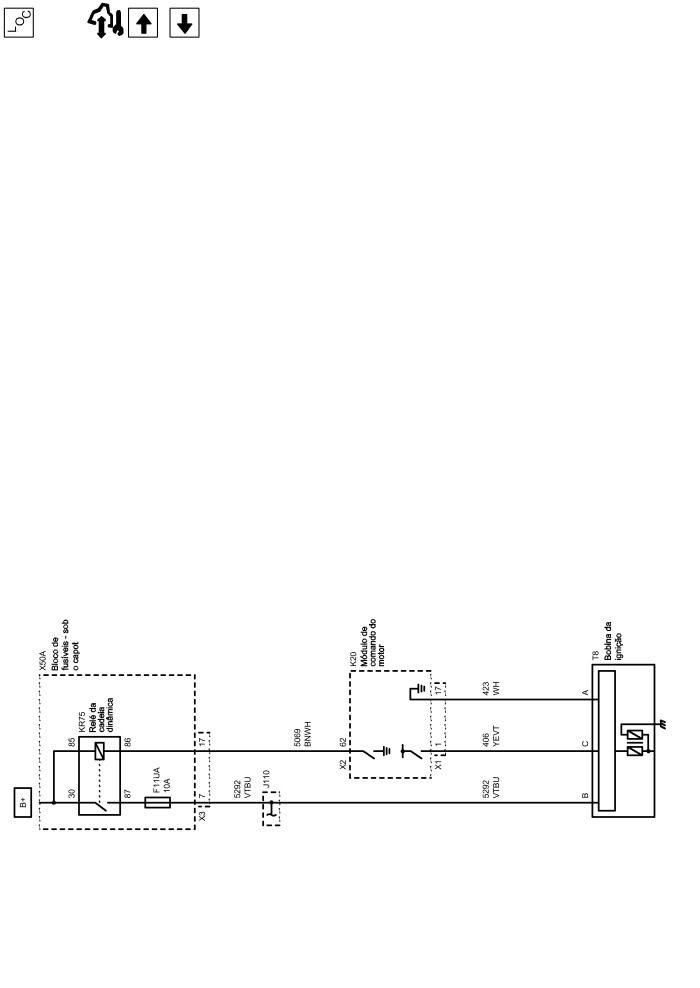 LOC
B+
X50A
Bloco de
fusíveis - sob
o capot
KR75
Relé da
cadeia
dinâmica
85
86
30
87
F11UA
10A
17
7
X3
5069
BNWH
5292
VTBU
J110
K20
Módulo de
comando do
motor
X2
62
17
1
X1
423
WH
406
YEVT
5292
VTBU
A
C
B
T8
Bobina da
ignição